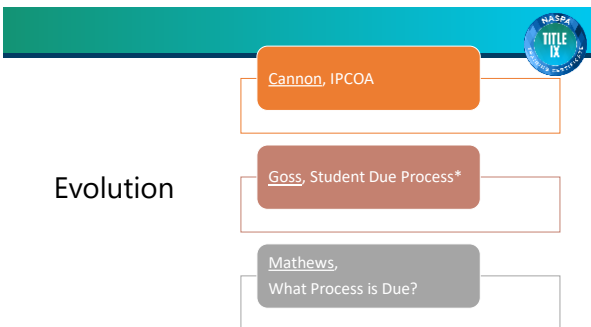 NASPA
TITLE
IX
Cannon, IPCOA
Evolution
Goss, Student Due Process*
Mathews,
What Process is Due?